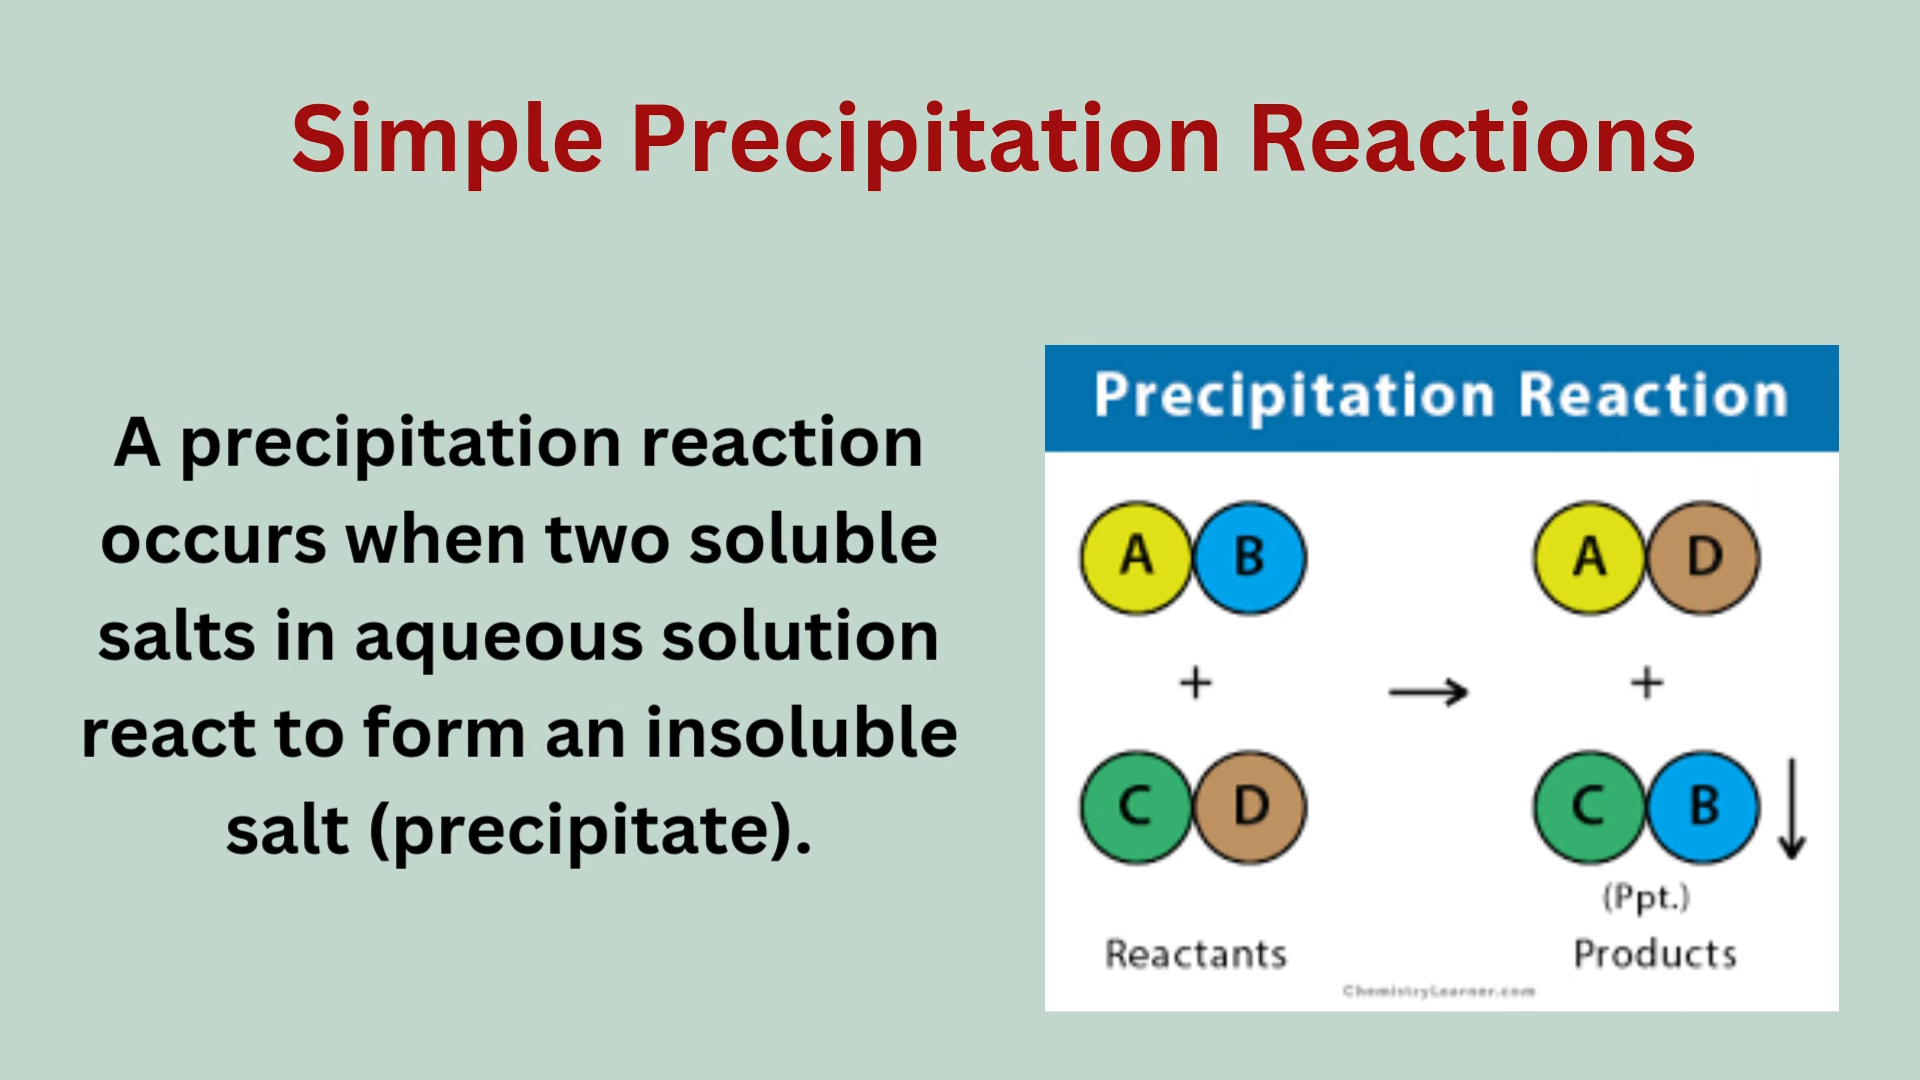 Simple Precipitation Reactions
A precipitation reaction
occurs when two soluble
salts in aqueous solution
react to form an insoluble
salt (precipitate).
Precipitation Reaction
A B
A D
+ → +
C D
C B ↓
(Ppt.)
Reactants
Products
ChemistryLearner.com